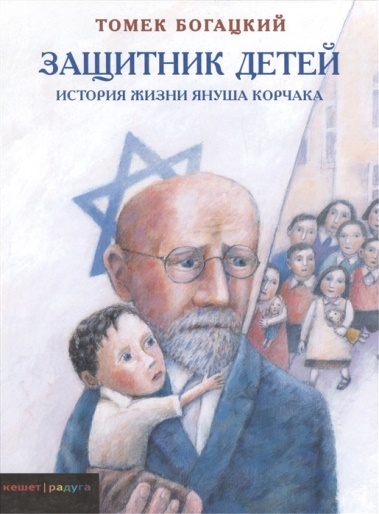 ТОМЕК БОГАЦКИЙ
ЗАЩИТНИК ДЕТЕЙ
ИСТОРИЯ ЖИЗНИ ЯНУША КОРЧАКА
кешет|радуга